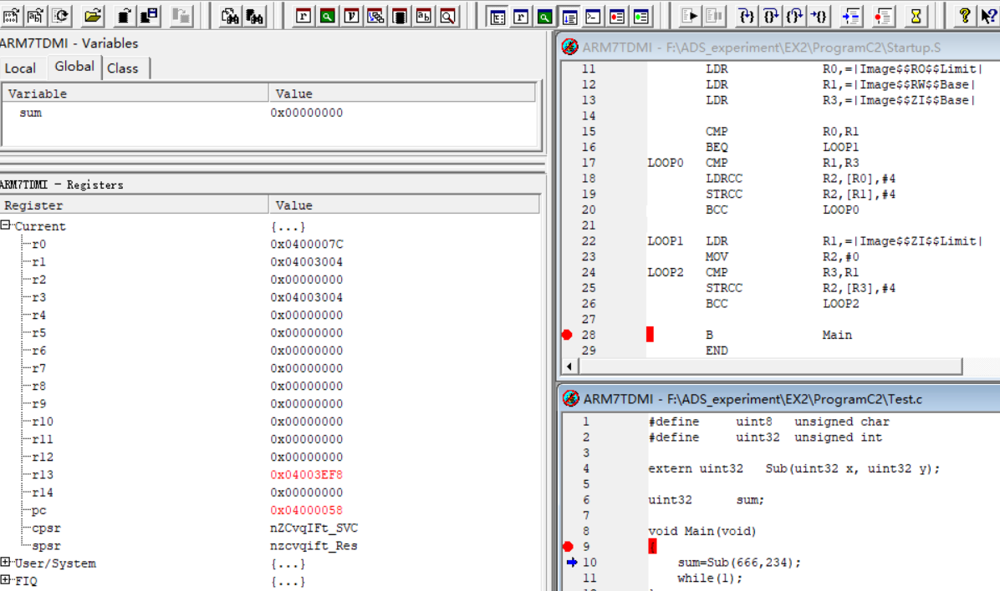 ARM7TDMI - Variables
Local Global Class
Variable Value
sum 0x00000000
ARM7TDMI - Registers
Register Value
Current {...}
r0 0x0400007C
r1 0x04003004
r2 0x00000000
r3 0x04003004
r4 0x00000000
r5 0x00000000
r6 0x00000000
r7 0x00000000
r8 0x00000000
r9 0x00000000
r10 0x00000000
r11 0x00000000
r12 0x00000000
r13 0x04003EF8
r14 0x00000000
pc 0x04000058
cpsr nZCvqIFt_SVC
spsr nzcvqift_Res
User/System {...}
FIQ {...}
ARM7TDMI - F:\ADS_experiment\EX2\ProgramC2\Startup.S
11 LDR R0,=|Image$$RO$$Limit|
12 LDR R1,=|Image$$RW$$Base|
13 LDR R3,=|Image$$ZI$$Base|
14
15 CMP R0,R1
16 BEQ LOOP1
17 LOOP0 CMP R1,R3
18 LDRCC R2,[R0],#4
19 STRCC R2,[R1],#4
20 BCC LOOP0
21
22 LOOP1 LDR R1,=|Image$$ZI$$Limit|
23 MOV R2,#0
24 LOOP2 CMP R3,R1
25 STRCC R2,[R3],#4
26 BCC LOOP2
27
28 B Main
29 END
ARM7TDMI - F:\ADS_experiment\EX2\ProgramC2\Test.c
1 #define uint8 unsigned char
2 #define uint32 unsigned int
3
4 extern uint32 Sub(uint32 x, uint32 y);
5
6 uint32 sum;
7
8 void Main(void)
9 {
10 sum=Sub(666,234);
11 while(1);